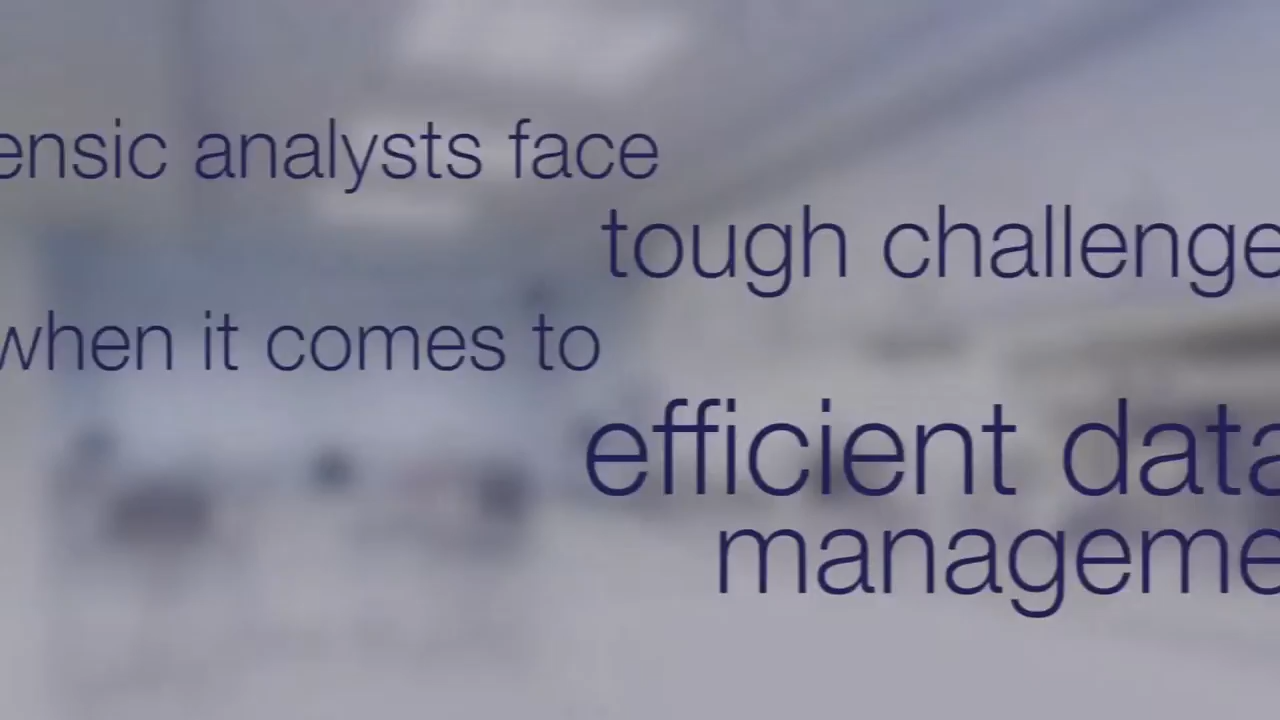 ensic analysts face
tough challenge
when it comes to
efficient data
manageme